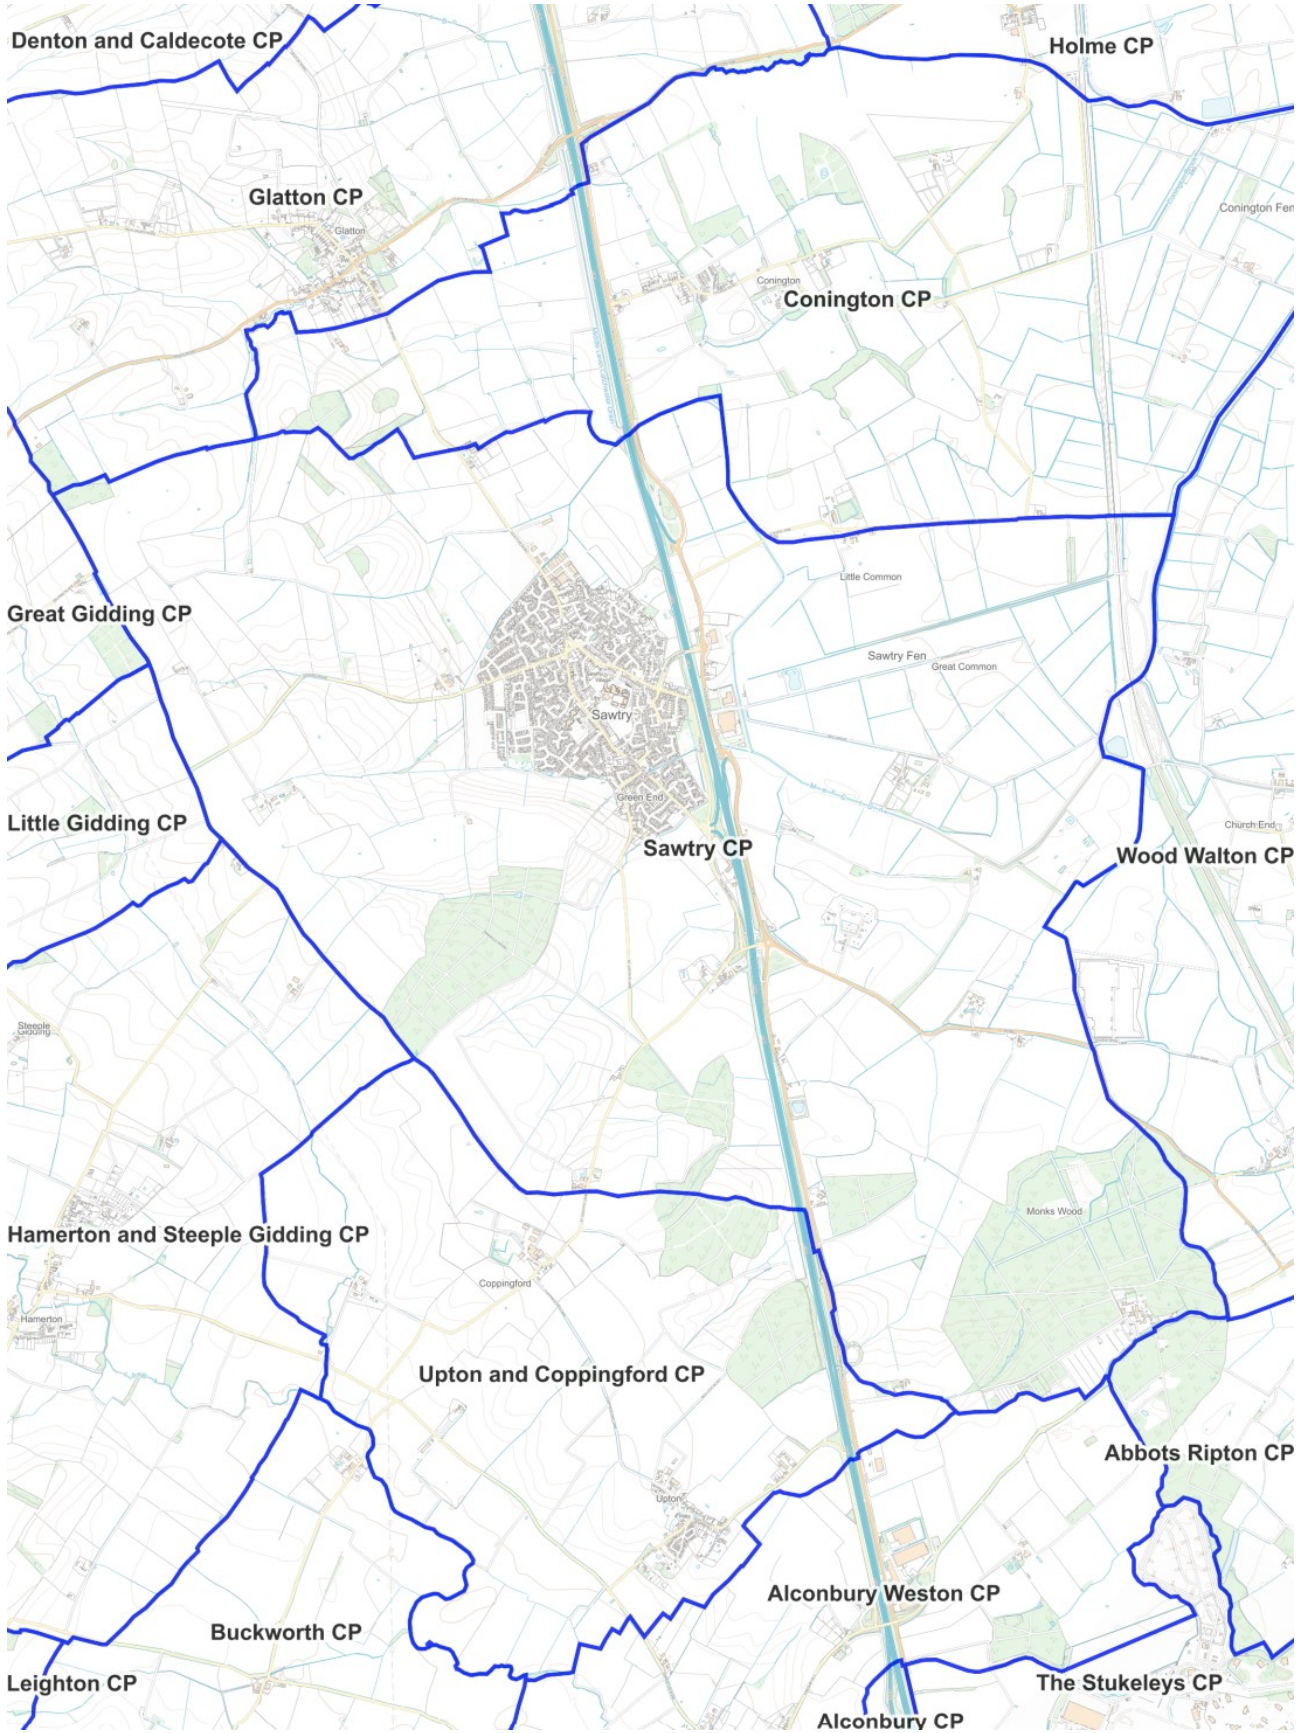 Denton and Caldecote CP
Holme CP
Glatton CP
Conington Fen
Glatton
Conington
Conington CP
Little Common
Great Gidding CP
Sawtry Fen
Great Common
Sawtry
Green End
Little Gidding CP
Church End
Sawtry CP
Wood Walton CP
Steeple
Gidding
Monks Wood
Hamerton and Steeple Gidding CP
Coppingford
Hamerton
Upton and Coppingford CP
Abbots Ripton CP
Upton
Alconbury Weston CP
Buckworth CP
Leighton CP
The Stukeleys CP
Alconbury CP